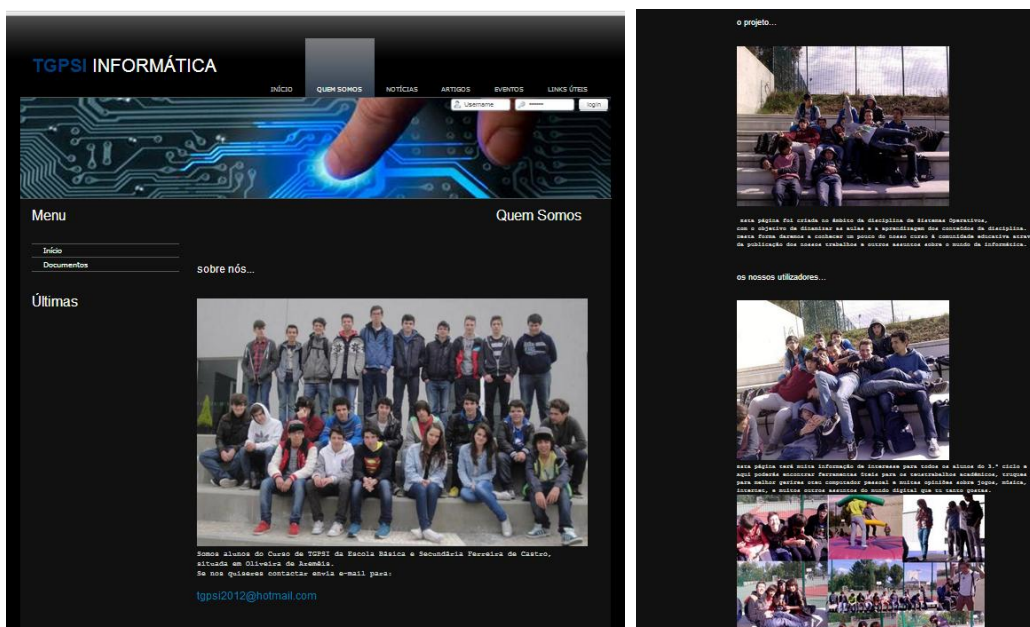 TGPSI INFORMÁTICA
INÍCIO QUEM SOMOS NOTÍCIAS ARTIGOS EVENTOS LINKS ÚTEIS
Username •••••• login
Menu
Quem Somos
Início
Documentos
sobre nós...
Últimas
Somos alunos do Curso de TGPSI da Escola Básica e Secundária Ferreira de Castro,
situada em Oliveira de Azeméis.
Se nos quiseres contactar envia e-mail para:
tgpsi2012@hotmail.com
o projeto...
esta página foi criada no âmbito da disciplina de Sistemas Operativos,
com o objetivo de dinamizar as aulas e a aprendizagem dos conteúdos da disciplina.
Desta forma daremos a conhecer um pouco do nosso curso à comunidade educativa atrav
da publicação dos nossos trabalhos e outros assuntos sobre o mundo da informática.
os nossos utilizadores...
esta página terá muita informação de interesse para todos os alunos do 3.º ciclo e
aqui poderás encontrar ferramentas úteis para os teustrabalhos académicos, truques
para melhor gerires oteu computador pessoal e muitas opiniões sobre jogos, música,
internet, e muitos outros assuntos do mundo digital que tu tanto gostas.